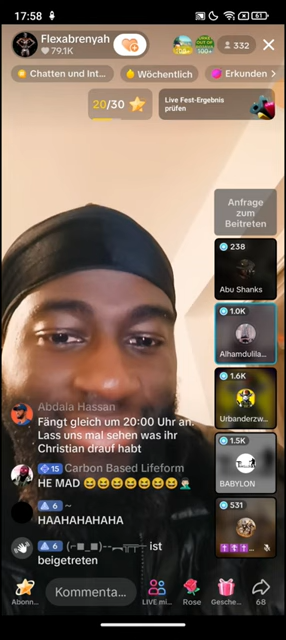 17:58
61
Flexabrenyah
79.1K
100+
332
Chatten und Int...
Wöchentlich
Erkunden
20/30
Live Fest-Ergebnis
prüfen
Anfrage
zum
Beitreten
238
Abu Shanks
1.0K
Alhamdulila...
1.6K
Urbanderzw...
1.5K
BABYLON
531
Abdala Hassan
Fängt gleich um 20:00 Uhr an.
Lass uns mal sehen was ihr
Christian drauf habt
15 Carbon Based Lifeform
HE MAD 😆😆😆😆😆😆😆🤦🏻‍♂️
6 ~
HAAHAHAHAHA
6 ist
beigetreten
Abonn...
Kommenta...
LIVE mi...
Rose
Gesche...
68